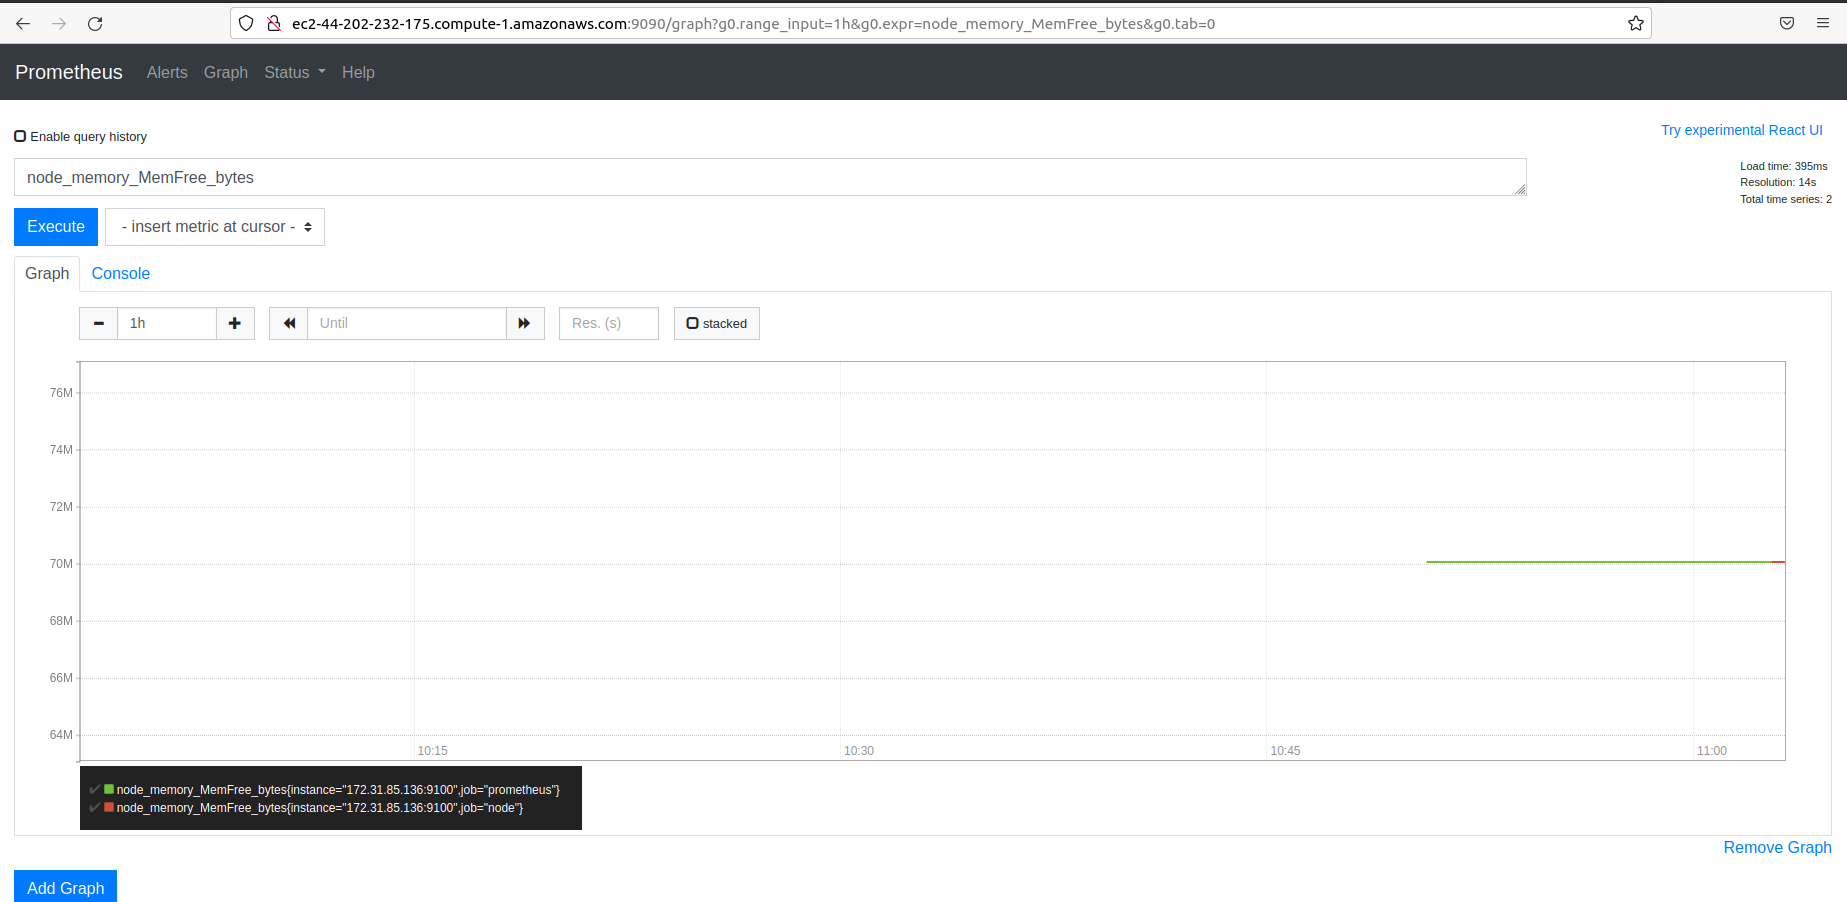 ec2-44-202-232-175.compute-1.amazonaws.com:9090/graph?g0.range_input=1h&g0.expr=node_memory_MemFree_bytes&g0.tab=0
Prometheus Alerts Graph Status Help
Enable query history
Try experimental React UI
node_memory_MemFree_bytes
Load time: 395ms
Resolution: 14s
Total time series: 2
Execute - insert metric at cursor -
Graph Console
1h Until Res. (s) stacked
76M
74M
72M
70M
68M
66M
64M
10:15 10:30 10:45 11:00
node_memory_MemFree_bytes{instance="172.31.85.136:9100",job="prometheus"}
node_memory_MemFree_bytes{instance="172.31.85.136:9100",job="node"}
Remove Graph
Add Graph